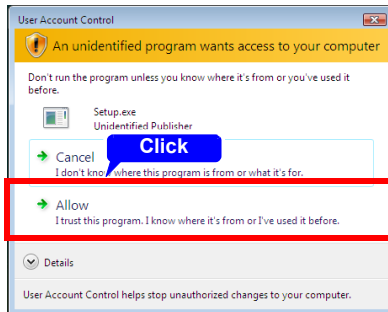 User Account Control
An unidentified program wants access to your computer
Don't run the program unless you know where it's from or you've used it
before.
Setup.exe
Unidentified Publisher
Click
Cancel
I don't know where this program is from or what it's for.
Allow
I trust this program. I know where it's from or I've used it before.
Details
User Account Control helps stop unauthorized changes to your computer.